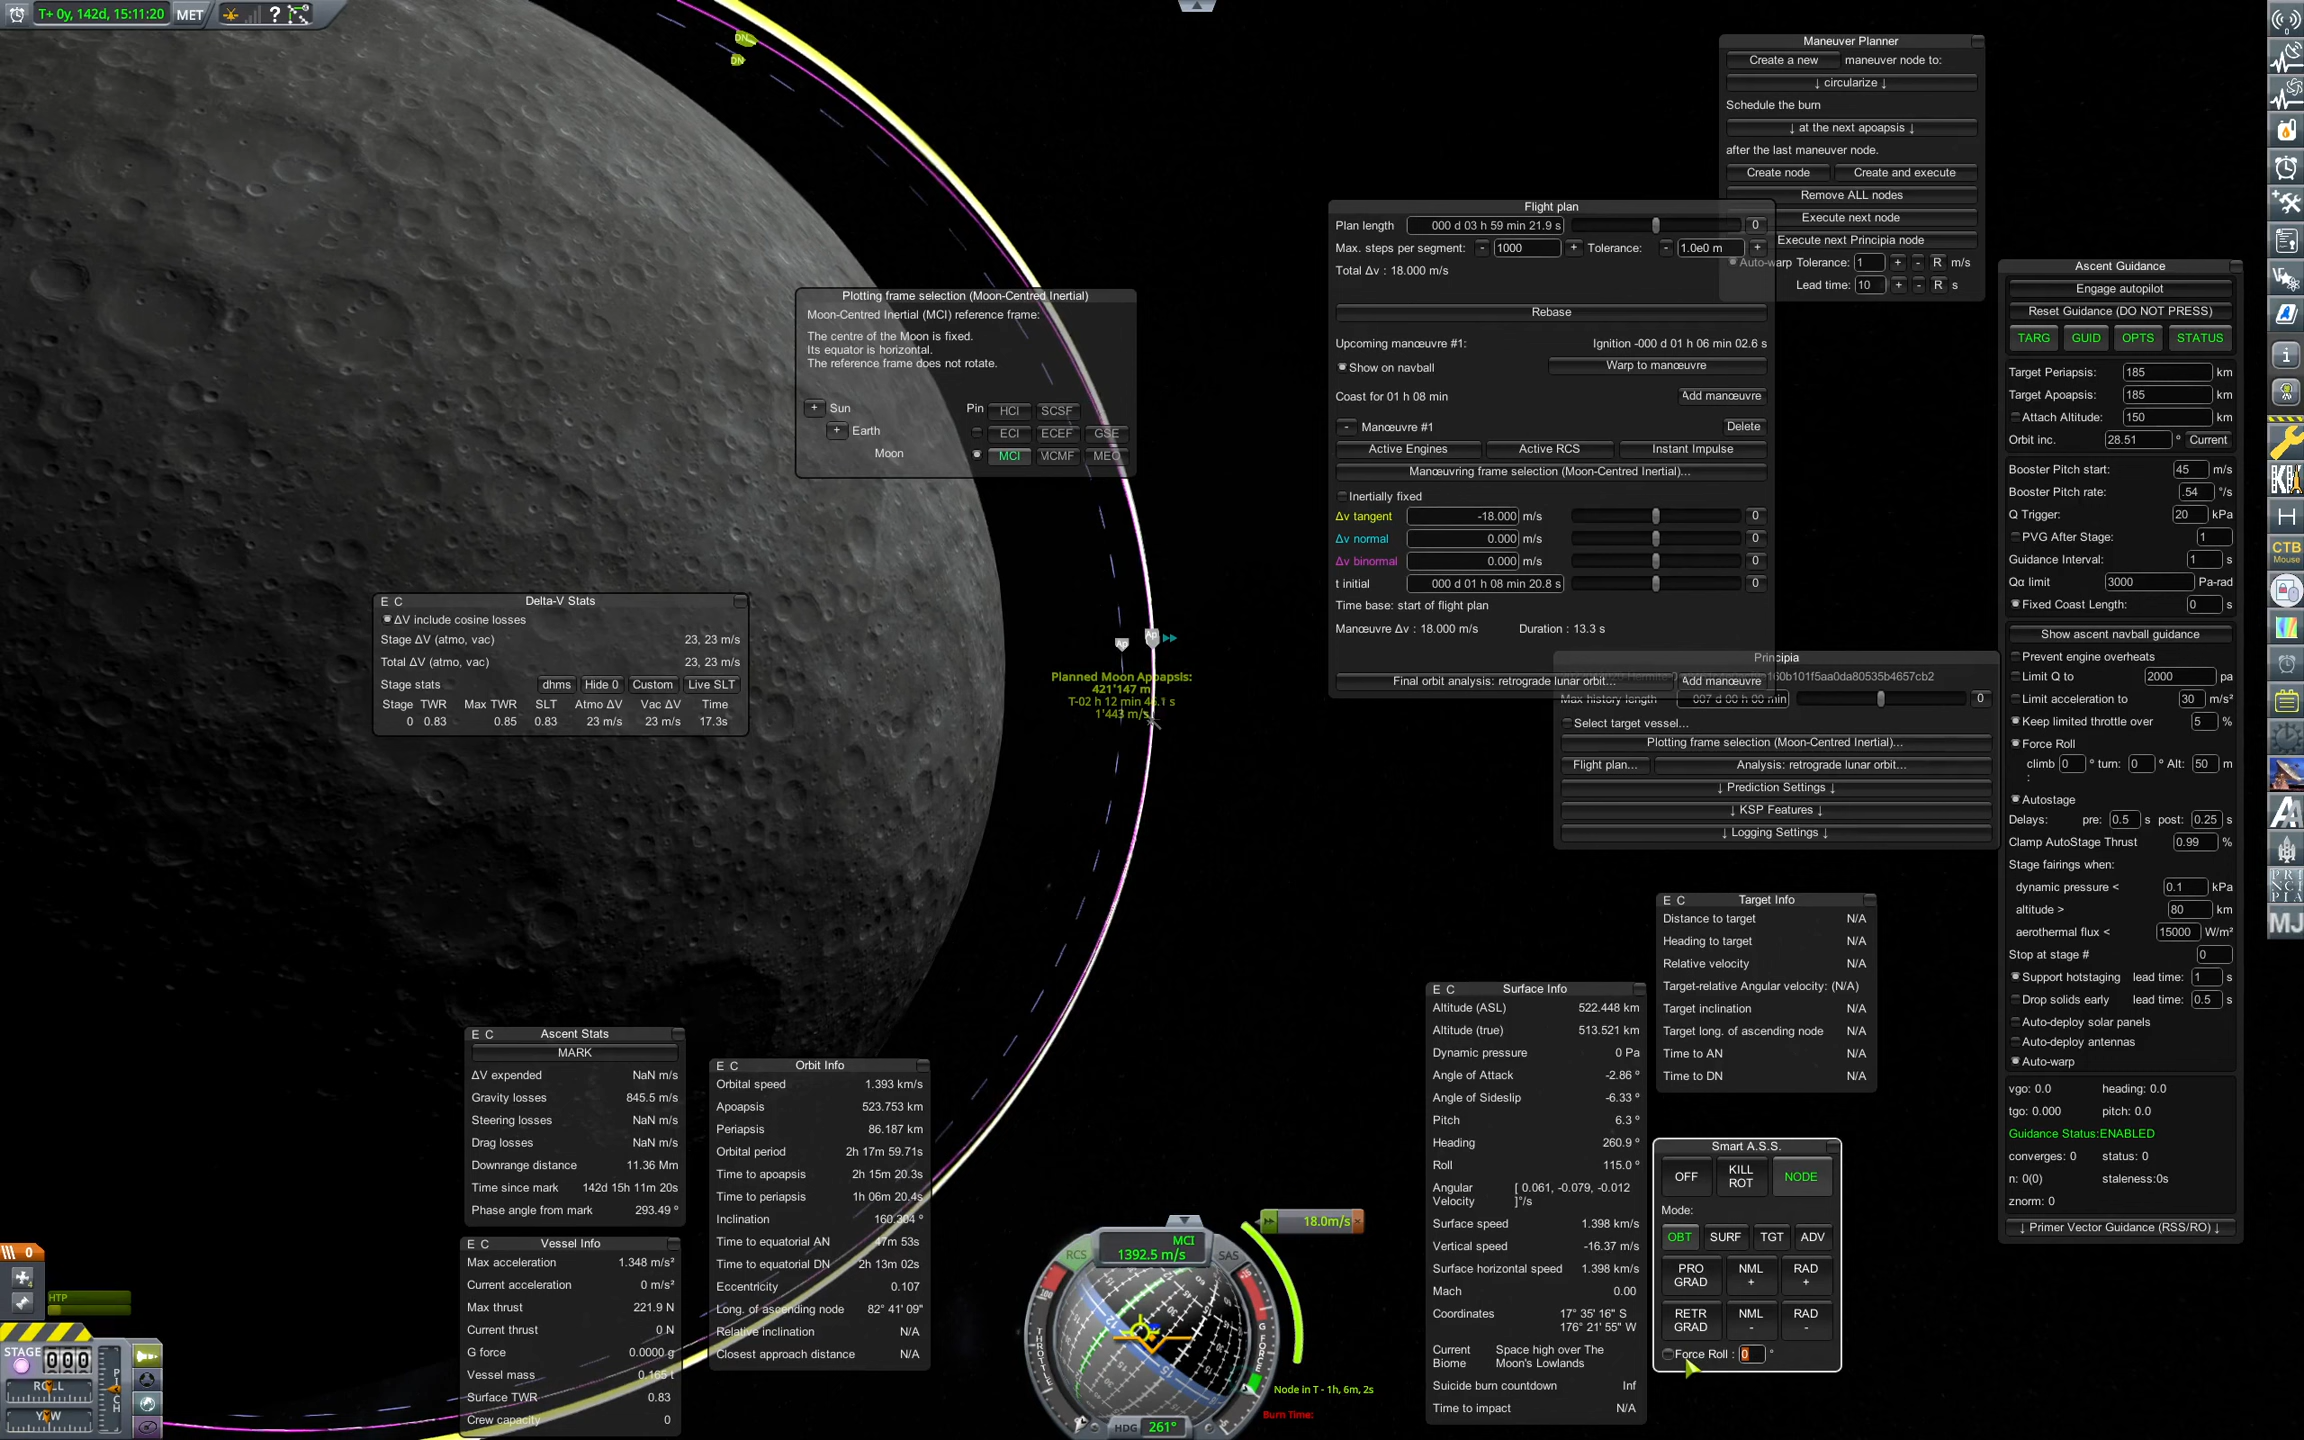 T+ 0y, 142d, 15:11:20 MET
DN
DN
Maneuver Planner
Create a new maneuver node to:
↓ circularize ↓
Schedule the burn
↓ at the next apoapsis ↓
after the last maneuver node.
Create node Create and execute
Remove ALL nodes
Execute next node
Execute next Principia node
Auto-warp Tolerance: 1 + - R m/s
Lead time: 10 + - R s
Flight plan
Plan length 000 d 03 h 59 min 21.9 s 0
Max. steps per segment: - 1000 + Tolerance: - 1.0e0 m +
Total Δv : 18.000 m/s
Rebase
Upcoming manœuvre #1: Ignition -000 d 01 h 06 min 02.6 s
Show on navball Warp to manœuvre
Coast for 01 h 08 min Add manœuvre
- Manœuvre #1 Delete
Active Engines Active RCS Instant Impulse
Manœuvring frame selection (Moon-Centred Inertial)...
Inertially fixed
Δv tangent -18.000 m/s 0
Δv normal 0.000 m/s 0
Δv binormal 0.000 m/s 0
t initial 000 d 01 h 08 min 20.8 s 0
Time base: start of flight plan
Manœuvre Δv : 18.000 m/s Duration : 13.3 s
Final orbit analysis: retrograde lunar orbit... Add manœuvre
Plotting frame selection (Moon-Centred Inertial)
Moon-Centred Inertial (MCI) reference frame:
The centre of the Moon is fixed.
Its equator is horizontal.
The reference frame does not rotate.
+ Sun Pin HCI SCSF
+ Earth ECI ECEF GSE
Moon MCI MCMF MEO
E C Delta-V Stats
ΔV include cosine losses
Stage ΔV (atmo, vac) 23, 23 m/s
Total ΔV (atmo, vac) 23, 23 m/s
Stage stats dhms Hide 0 Custom Live SLT
Stage TWR Max TWR SLT Atmo ΔV Vac ΔV Time
0 0.83 0.85 0.83 23 m/s 23 m/s 17.3s
Ap Ap
Planned Moon Apoapsis:
421'147 m
T-02 h 12 min 46.1 s
1'443 m/s
Principia
Max history length 007 d 00 h 00 min 0
Select target vessel...
Plotting frame selection (Moon-Centred Inertial)...
Flight plan... Analysis: retrograde lunar orbit...
↓ Prediction Settings ↓
↓ KSP Features ↓
↓ Logging Settings ↓
Ascent Guidance
Engage autopilot
Reset Guidance (DO NOT PRESS)
TARG GUID OPTS STATUS
Target Periapsis: 185 km
Target Apoapsis: 185 km
Attach Altitude: 150 km
Orbit inc. 28.51 º Current
Booster Pitch start: 45 m/s
Booster Pitch rate: .54 °/s
Q Trigger: 20 kPa
PVG After Stage: 1
Guidance Interval: 1 s
Qα limit 3000 Pa-rad
Fixed Coast Length: 0 s
Show ascent navball guidance
Prevent engine overheats
Limit Q to 2000 pa
Limit acceleration to 30 m/s²
Keep limited throttle over 5 %
Force Roll
climb 0 º turn: 0 º Alt: 50 m
:
Autostage
Delays: pre: 0.5 s post: 0.25 s
Clamp AutoStage Thrust 0.99 %
Stage fairings when:
dynamic pressure < 0.1 kPa
altitude > 80 km
aerothermal flux < 15000 W/m²
Stop at stage # 0
Support hotstaging lead time: 1 s
Drop solids early lead time: 0.5 s
Auto-deploy solar panels
Auto-deploy antennas
Auto-warp
vgo: 0.0 heading: 0.0
tgo: 0.000 pitch: 0.0
Guidance Status:ENABLED
converges: 0 status: 0
n: 0(0) staleness:0s
znorm: 0
↓ Primer Vector Guidance (RSS/RO) ↓
CTB
Mouse
PRINCIPIA
MJ
E C Target Info
Distance to target N/A
Heading to target N/A
Relative velocity N/A
Target-relative Angular velocity: (N/A)
Target inclination N/A
Target long. of ascending node N/A
Time to AN N/A
Time to DN N/A
E C Surface Info
Altitude (ASL) 522.448 km
Altitude (true) 513.521 km
Dynamic pressure 0 Pa
Angle of Attack -2.86 º
Angle of Sideslip -6.33 º
Pitch 6.3 º
Heading 260.9 º
Roll 115.0 º
Angular Velocity [ 0.061, -0.079, -0.012 ]°/s
Surface speed 1.398 km/s
Vertical speed -16.37 m/s
Surface horizontal speed 1.398 km/s
Mach 0.00
Coordinates 17° 35' 16" S
176° 21' 55" W
Current Biome Space high over The Moon's Lowlands
Suicide burn countdown Inf
Time to impact N/A
Smart A.S.S.
OFF KILL ROT NODE
Mode:
OBT SURF TGT ADV
PRO GRAD NML + RAD +
RETR GRAD NML - RAD -
Force Roll : 0 °
E C Ascent Stats
MARK
ΔV expended NaN m/s
Gravity losses 845.5 m/s
Steering losses NaN m/s
Drag losses NaN m/s
Downrange distance 11.36 Mm
Time since mark 142d 15h 11m 20s
Phase angle from mark 293.49 º
E C Vessel Info
Max acceleration 1.348 m/s²
Current acceleration 0 m/s²
Max thrust 221.9 N
Current thrust 0 N
G force 0.0000 g
Vessel mass 0.165 t
Surface TWR 0.83
Crew capacity 0
E C Orbit Info
Orbital speed 1.393 km/s
Apoapsis 523.753 km
Periapsis 86.187 km
Orbital period 2h 17m 59.71s
Time to apoapsis 2h 15m 20.3s
Time to periapsis 1h 06m 20.4s
Inclination 160.304 º
Time to equatorial AN 47m 53s
Time to equatorial DN 2h 13m 02s
Eccentricity 0.107
Long. of ascending node 82° 41' 09"
Relative inclination N/A
Closest approach distance N/A
0
HTP
STAGE 000
ROLL
YAW
PITCH
RCS MCI SAS
1392.5 m/s
THROTTLE
G FORCE
HDG 261°
18.0m/s
Node in T - 1h, 6m, 2s
Burn Time: